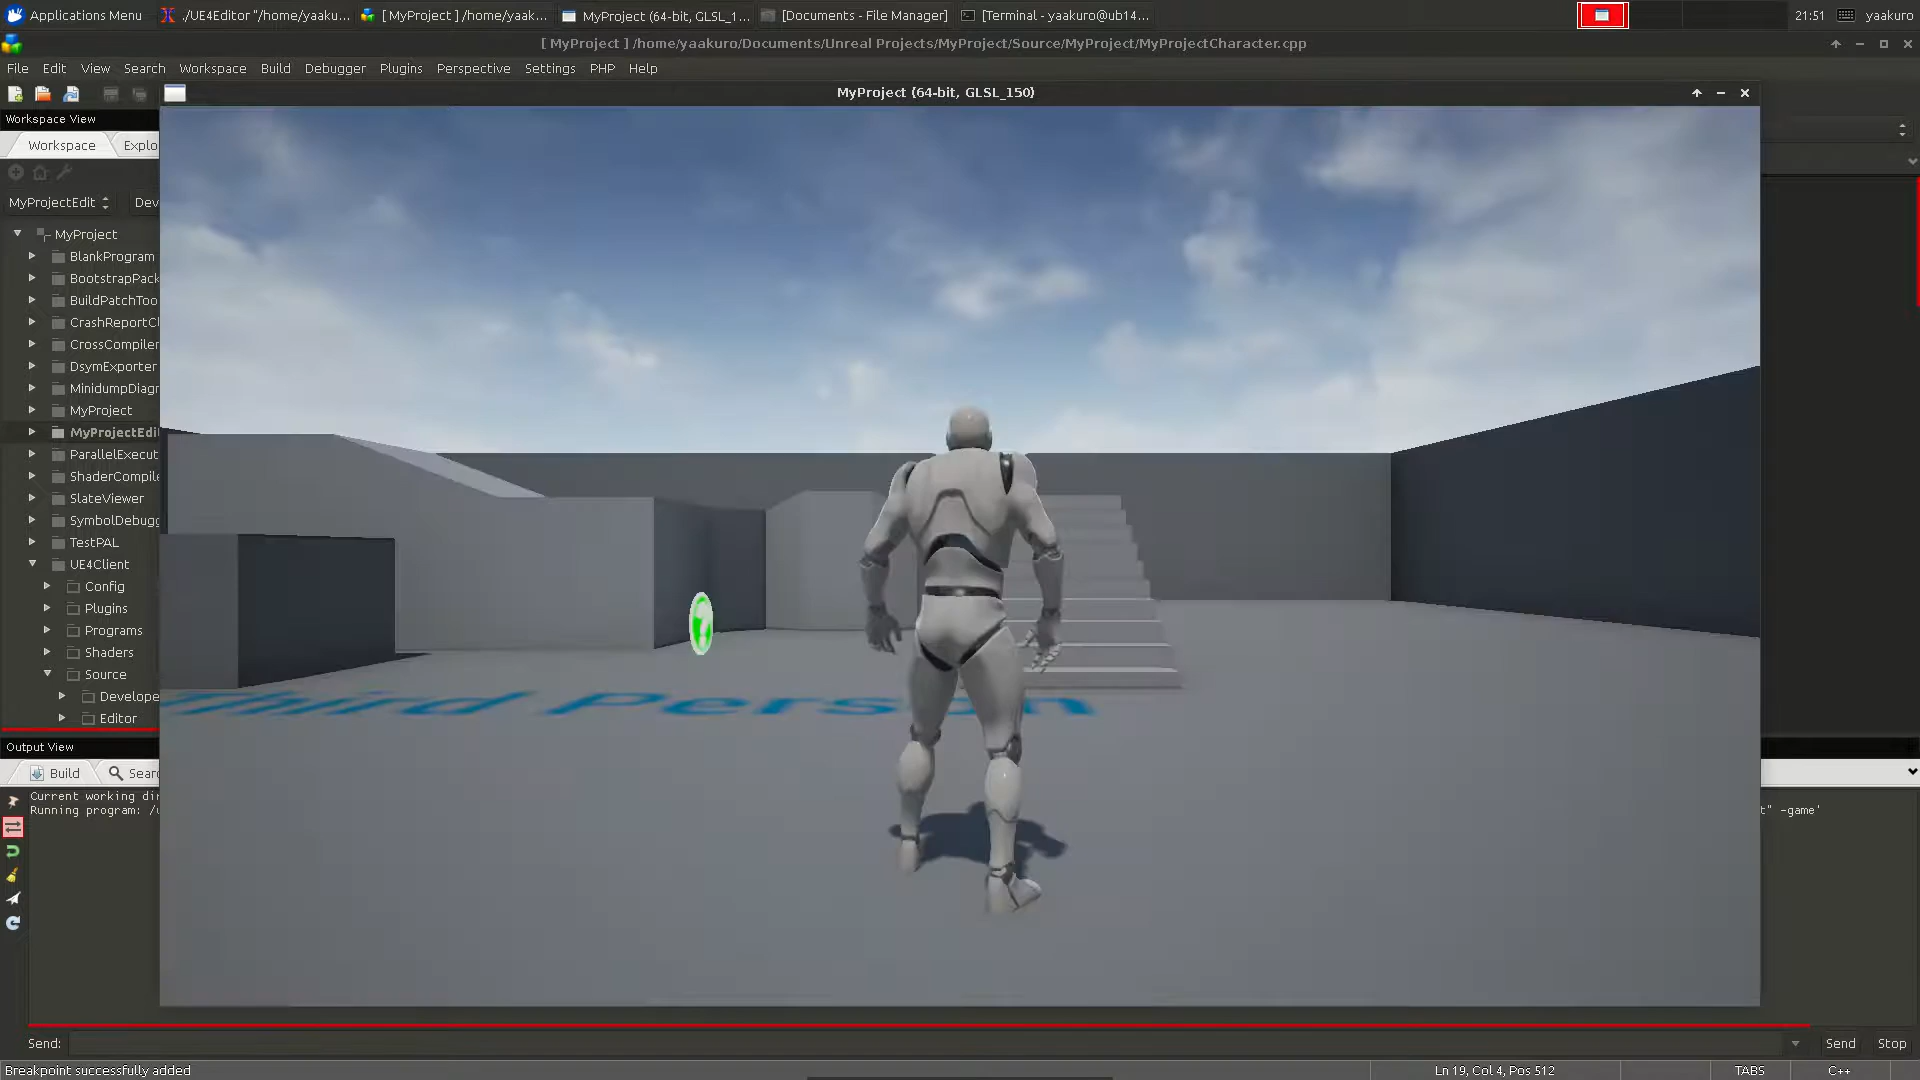 Applications Menu
./UE4Editor "/home/yaaku...
[ MyProject ] /home/yaak...
MyProject (64-bit, GLSL_1...
[Documents - File Manager]
[Terminal - yaakuro@ub14...
21:51
yaakuro
[ MyProject ] /home/yaakuro/Documents/Unreal Projects/MyProject/Source/MyProject/MyProjectCharacter.cpp
File Edit View Search Workspace Build Debugger Plugins Perspective Settings PHP Help
MyProject (64-bit, GLSL_150)
Workspace View
Workspace
Explo
MyProjectEdit
Dev
MyProject
BlankProgram
BootstrapPack
BuildPatchToo
CrashReportCl
CrossCompiler
DsymExporter
MinidumpDiagn
MyProject
MyProjectEdi
ParallelExecut
ShaderCompile
SlateViewer
SymbolDebugg
TestPAL
UE4Client
Config
Plugins
Programs
Shaders
Source
Develope
Editor
Third Person
Output View
Build
Searc
Current working dir
Running program: /u
t" -game'
Send:
Send
Stop
Breakpoint successfully added
Ln 19, Col 4, Pos 512
TABS
C++